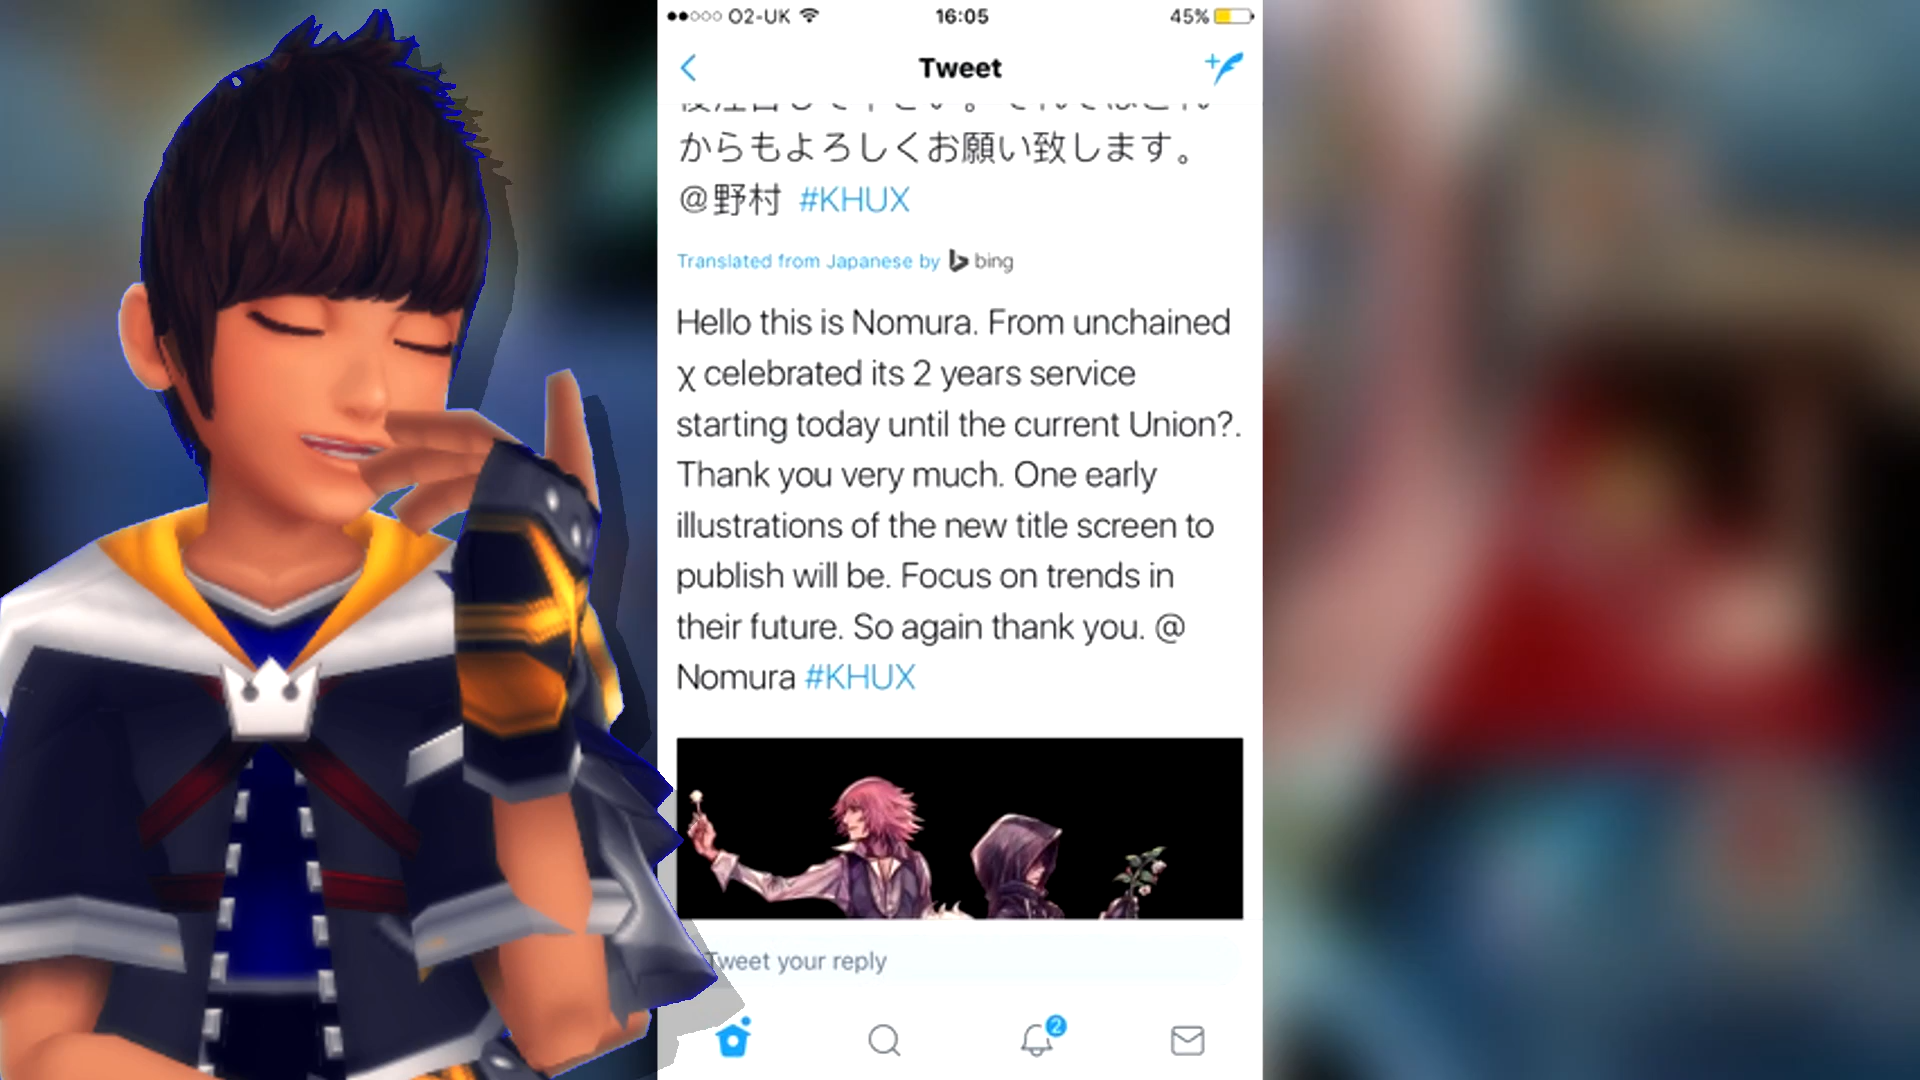 ●●○○○ O2-UK 16:05 45%
Tweet
からもよろしくお願い致します。
@野村 #KHUX
Translated from Japanese by bing
Hello this is Nomura. From unchained
χ celebrated its 2 years service
starting today until the current Union?.
Thank you very much. One early
illustrations of the new title screen to
publish will be. Focus on trends in
their future. So again thank you. @
Nomura #KHUX
Tweet your reply
2